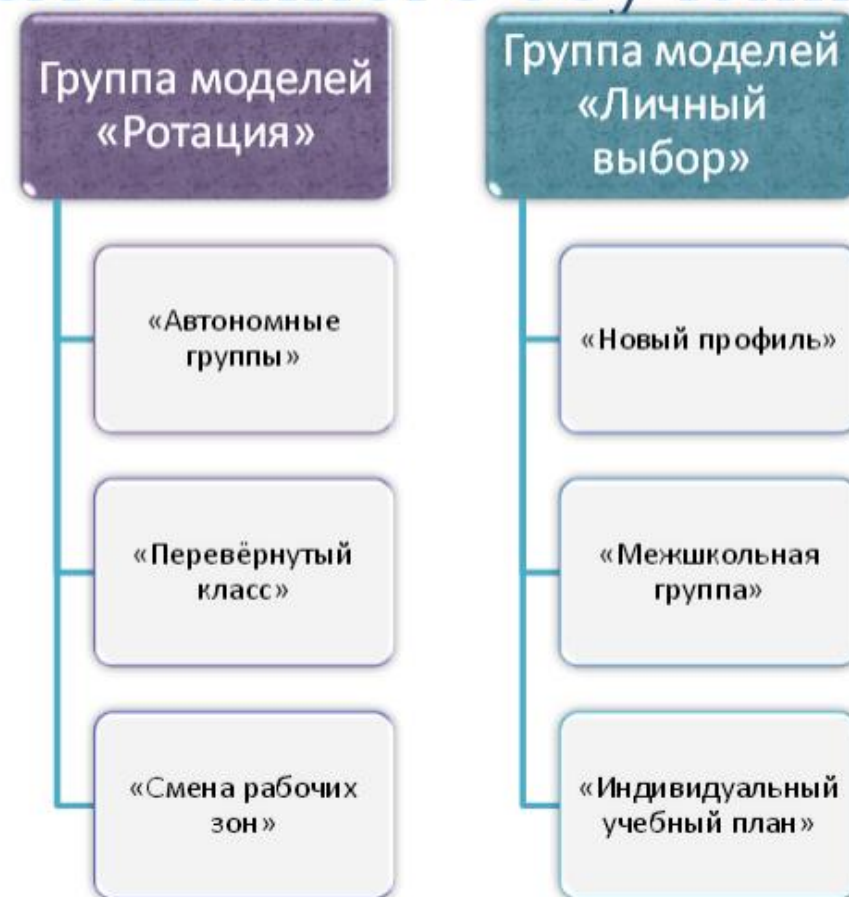 Группа моделей
«Ротация»
«Автономные
группы»
«Перевёрнутый
класс»
«Смена рабочих
зон»
Группа моделей
«Личный
выбор»
«Новый профиль»
«Межшкольная
группа»
«Индивидуальный
учебный план»